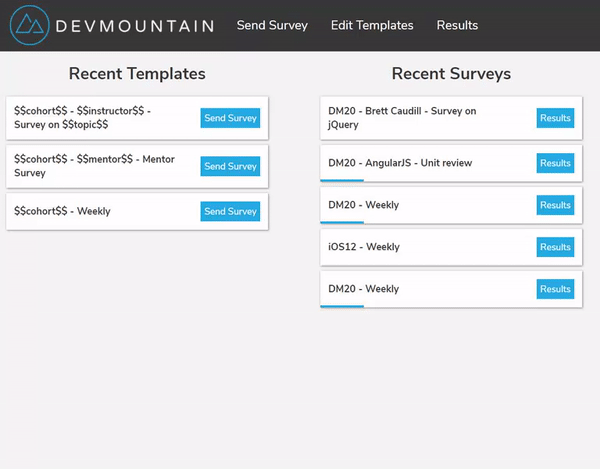 DEVMOUNTAIN Send Survey Edit Templates Results
Recent Templates
$$cohort$$ - $$instructor$$ -
Survey on $$topic$$
Send Survey
$$cohort$$ - $$mentor$$ - Mentor
Survey
Send Survey
$$cohort$$ - Weekly
Send Survey
Recent Surveys
DM20 - Brett Caudill - Survey on
jQuery
Results
DM20 - AngularJS - Unit review
Results
DM20 - Weekly
Results
iOS12 - Weekly
Results
DM20 - Weekly
Results